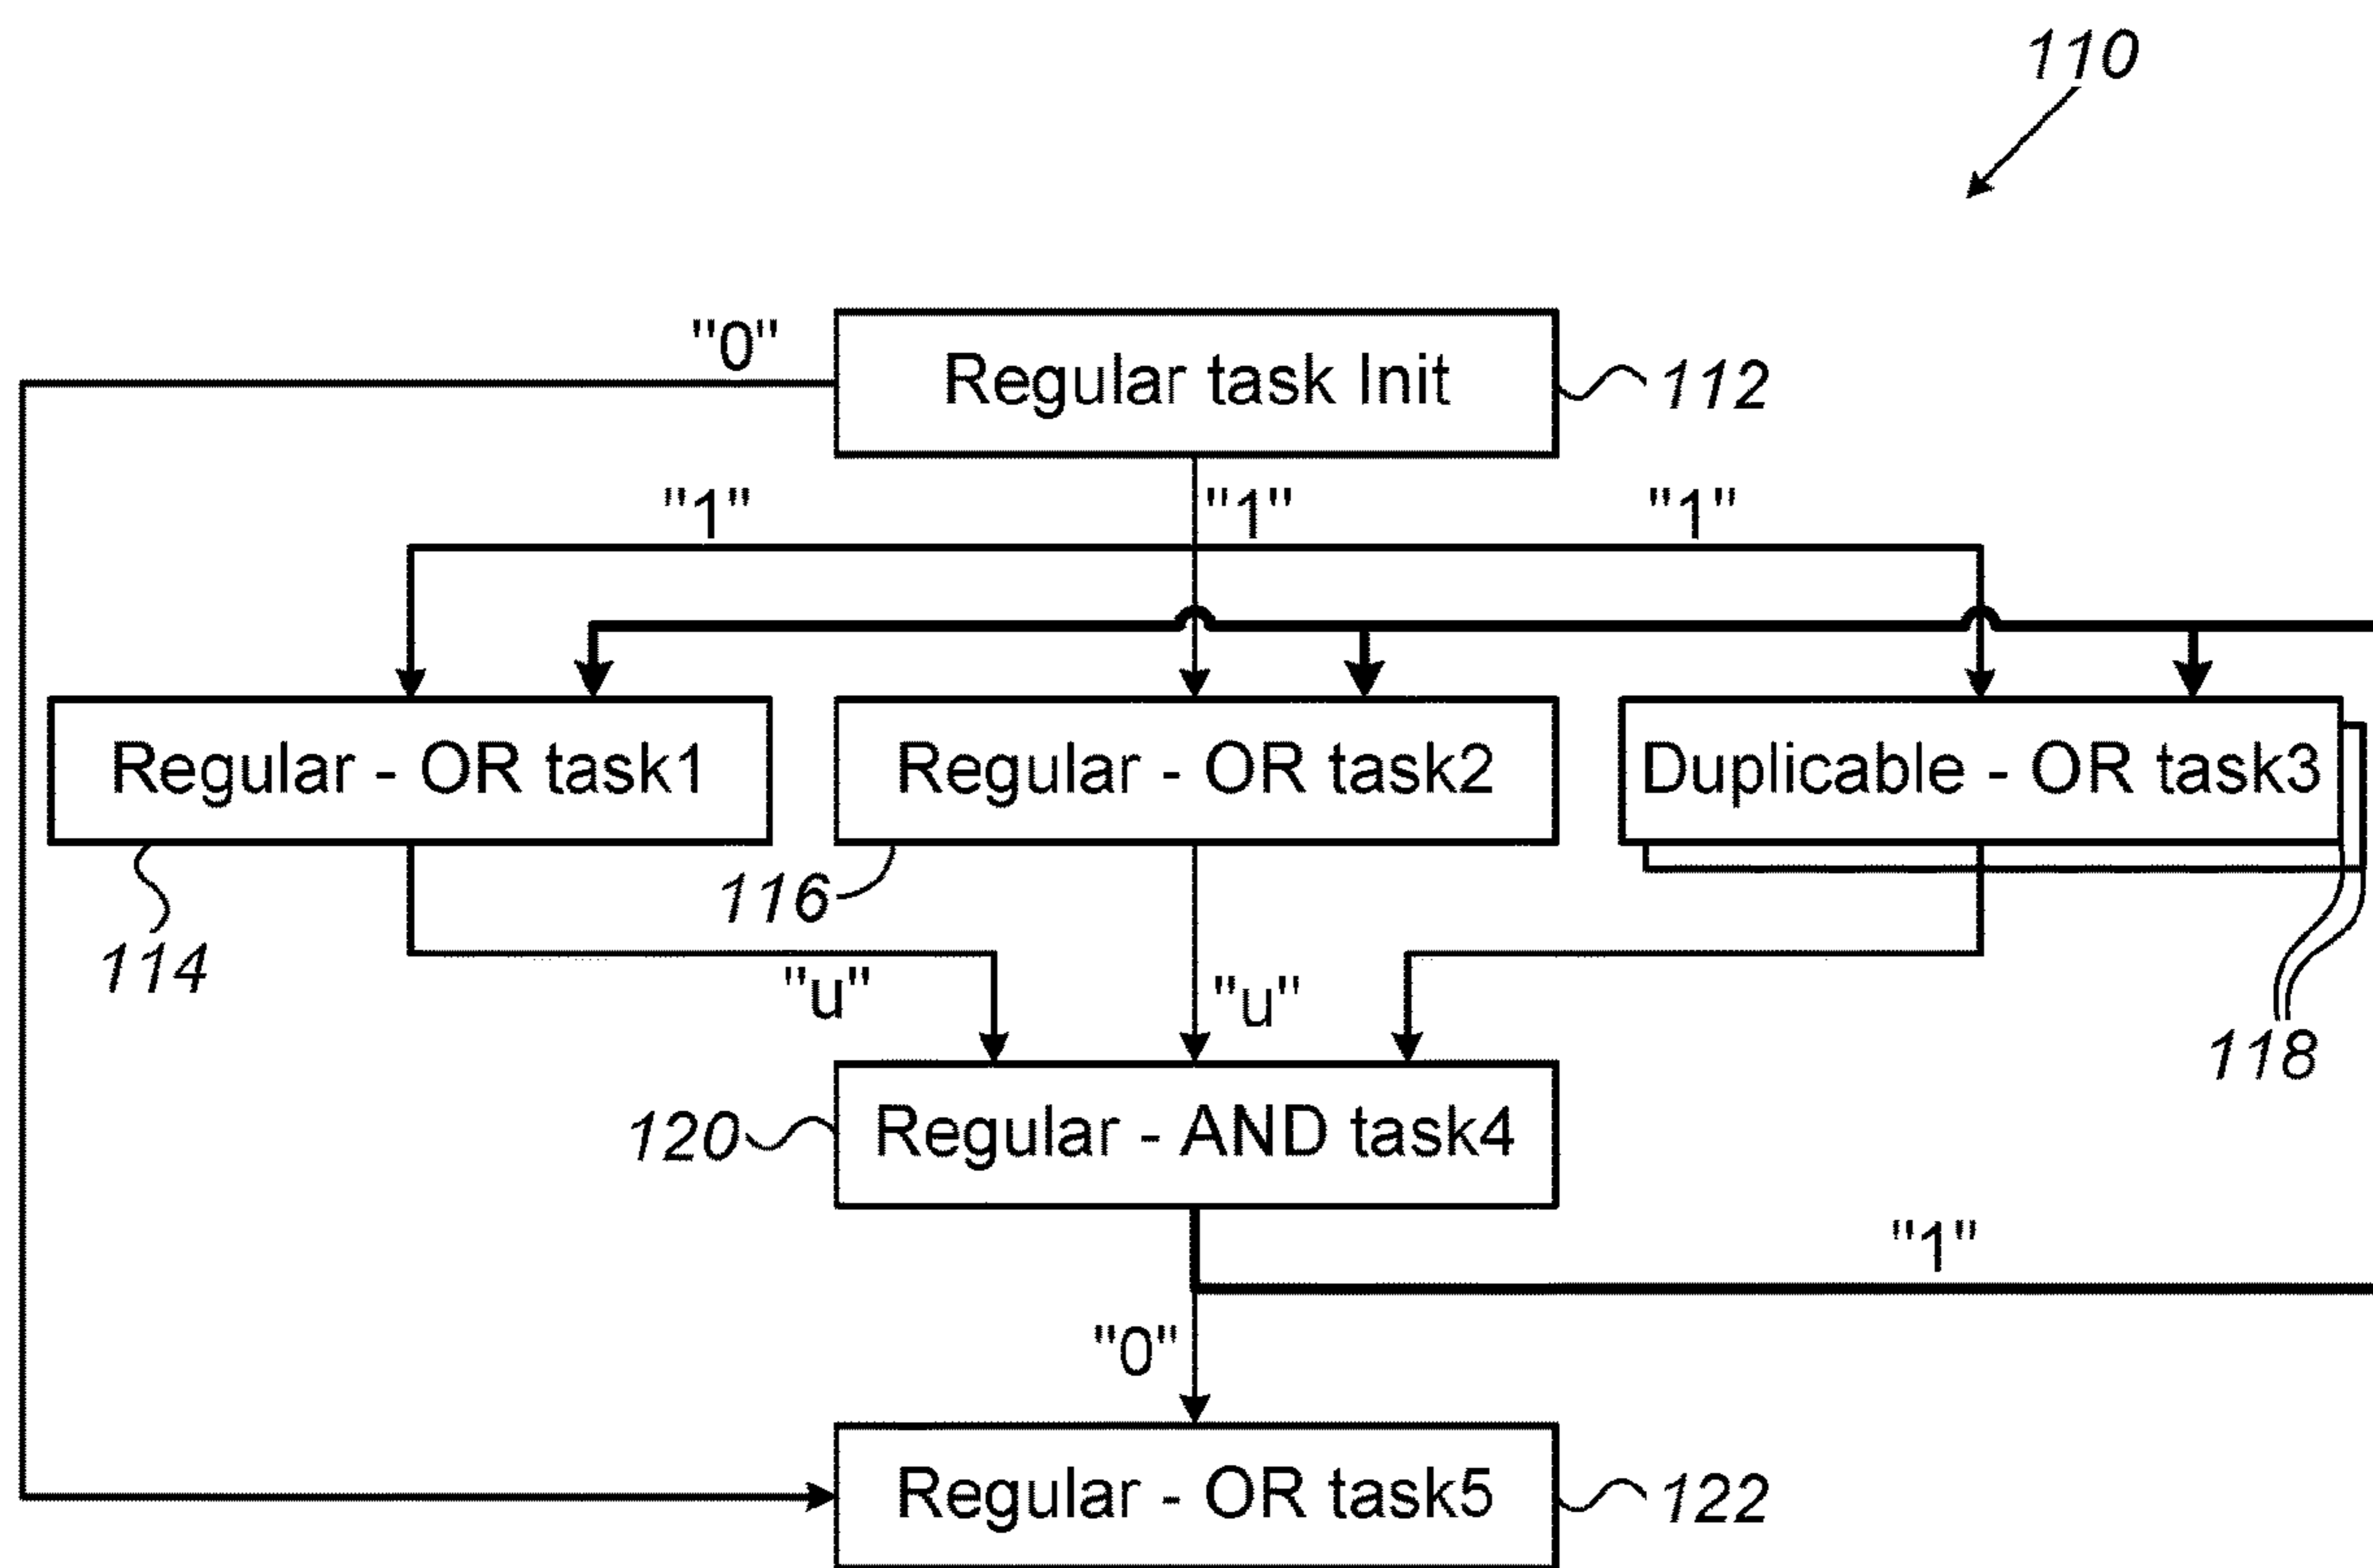 110
"0"
Regular task Init
112
"1" "1" "1"
Regular - OR task1
Regular - OR task2
Duplicable - OR task3
114
116
118
"u" "u"
120
Regular - AND task4
"1"
"0"
Regular - OR task5
122